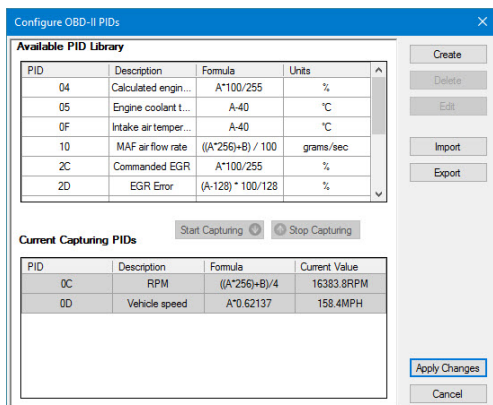 Configure OBD-II PIDs
Available PID Library
PID Description Formula Units
04 Calculated engin... A*100/255 %
05 Engine coolant t... A-40 °C
0F Intake air temper... A-40 °C
10 MAF air flow rate ((A*256)+B) / 100 grams/sec
2C Commanded EGR A*100/255 %
2D EGR Error (A-128) * 100/128 %
Create
Delete
Edit
Import
Export
Start Capturing Stop Capturing
Current Capturing PIDs
PID Description Formula Current Value
0C RPM ((A*256)+B)/4 16383.8RPM
0D Vehicle speed A*0.62137 158.4MPH
Apply Changes
Cancel